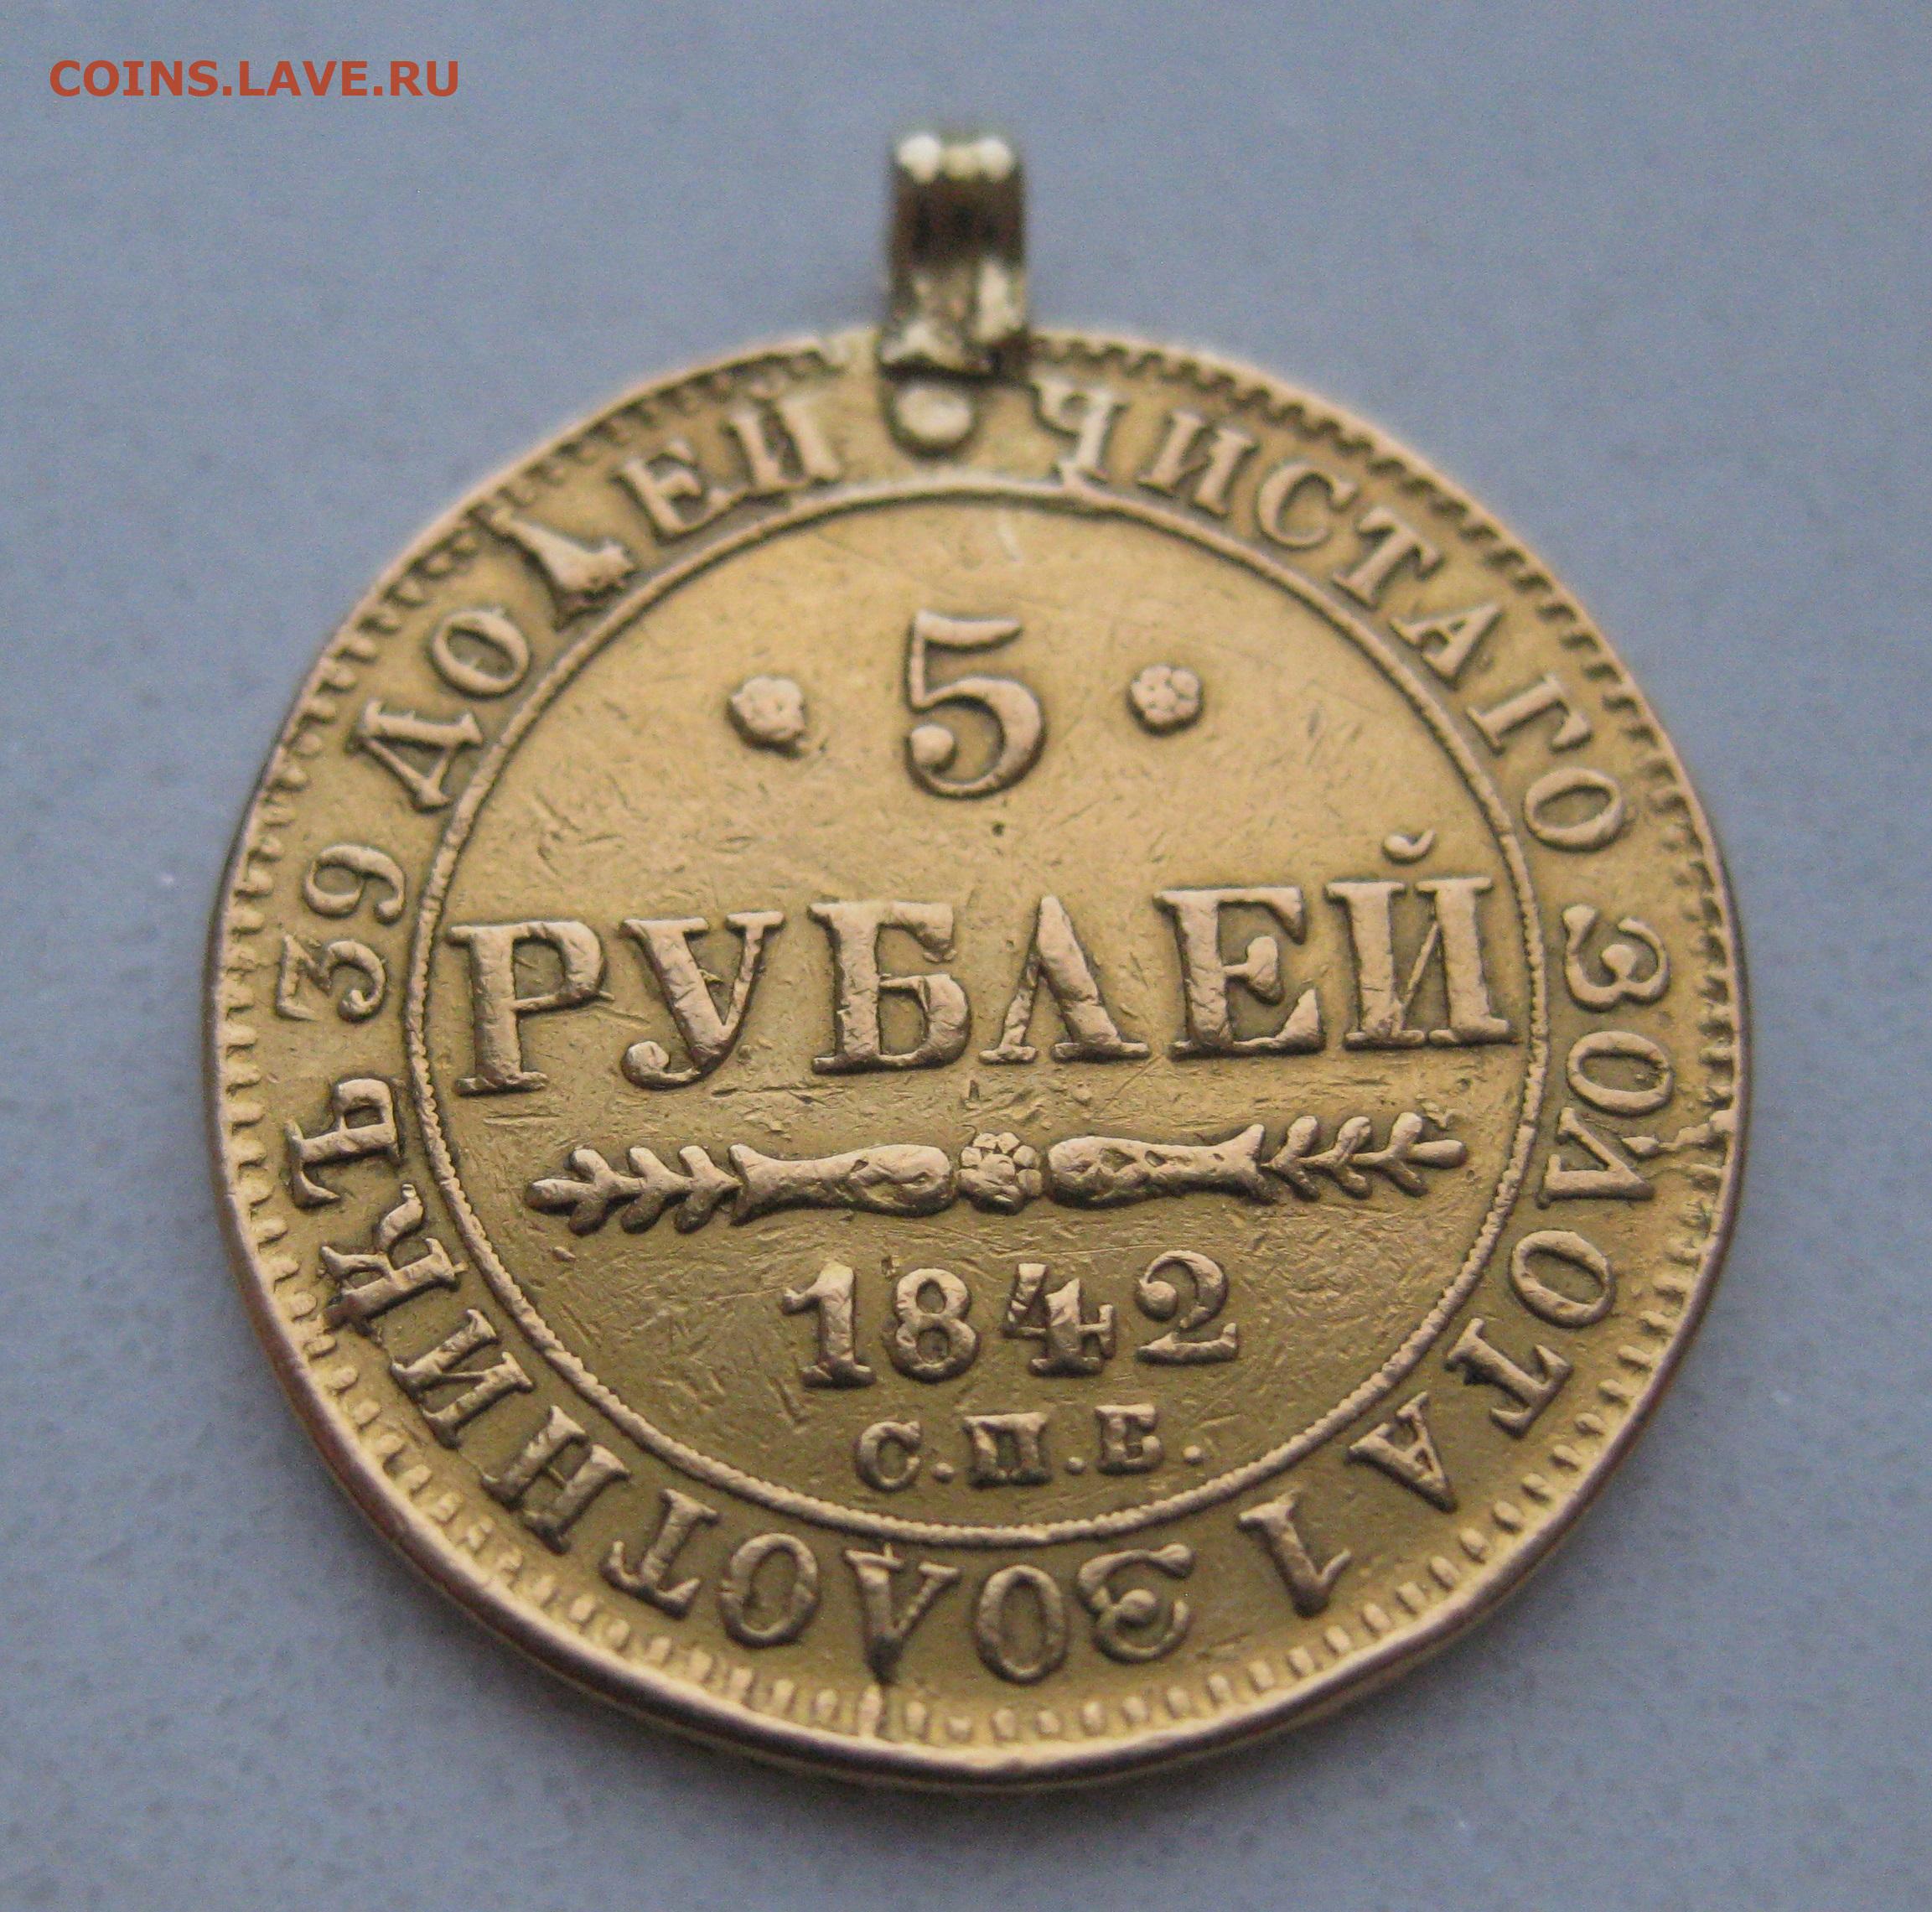 COINS.LAVE.RU
ЧИСТАГО ЗОЛОТА 1 ЗОЛОТНИКЪ 39 ДОЛЕЙ
5
РУБЛЕЙ
1842
С.П.Б.